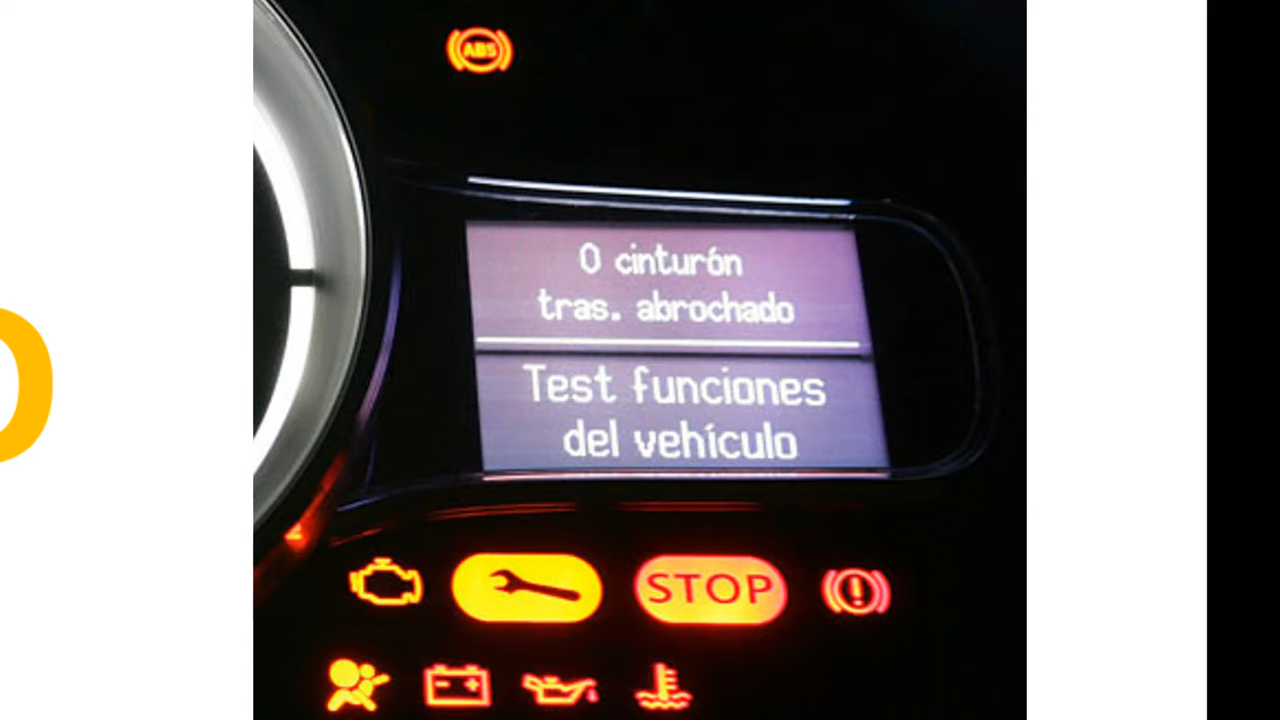 ABS
0 cinturón
tras. abrochado
Test funciones
del vehículo
STOP